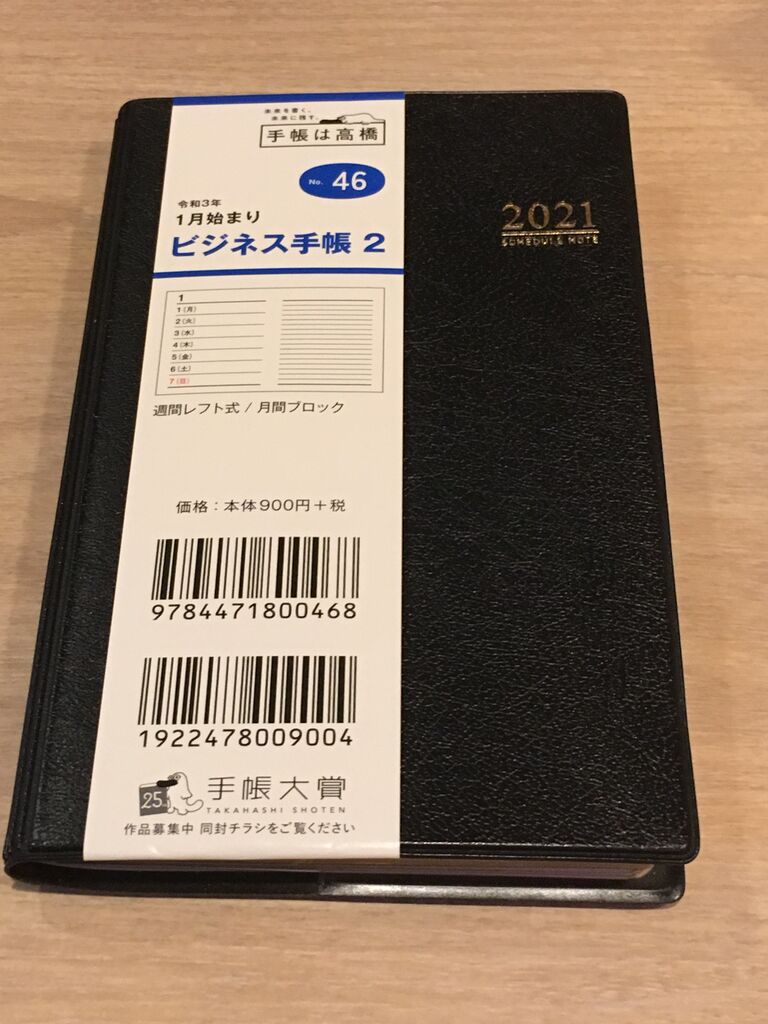 未来を書く、
未来に残す。
手帳は高橋
No. 46
令和3年
1月始まり
ビジネス手帳 2
1
1(月)
2(火)
3(水)
4(木)
5(金)
6(土)
7(日)
週間レフト式 / 月間ブロック
価格：本体900円＋税
9784471800468
1922478009004
25th
手帳大賞
TAKAHASHI SHOTEN
作品募集中 同封チラシをご覧ください
2021
SCHEDULE NOTE